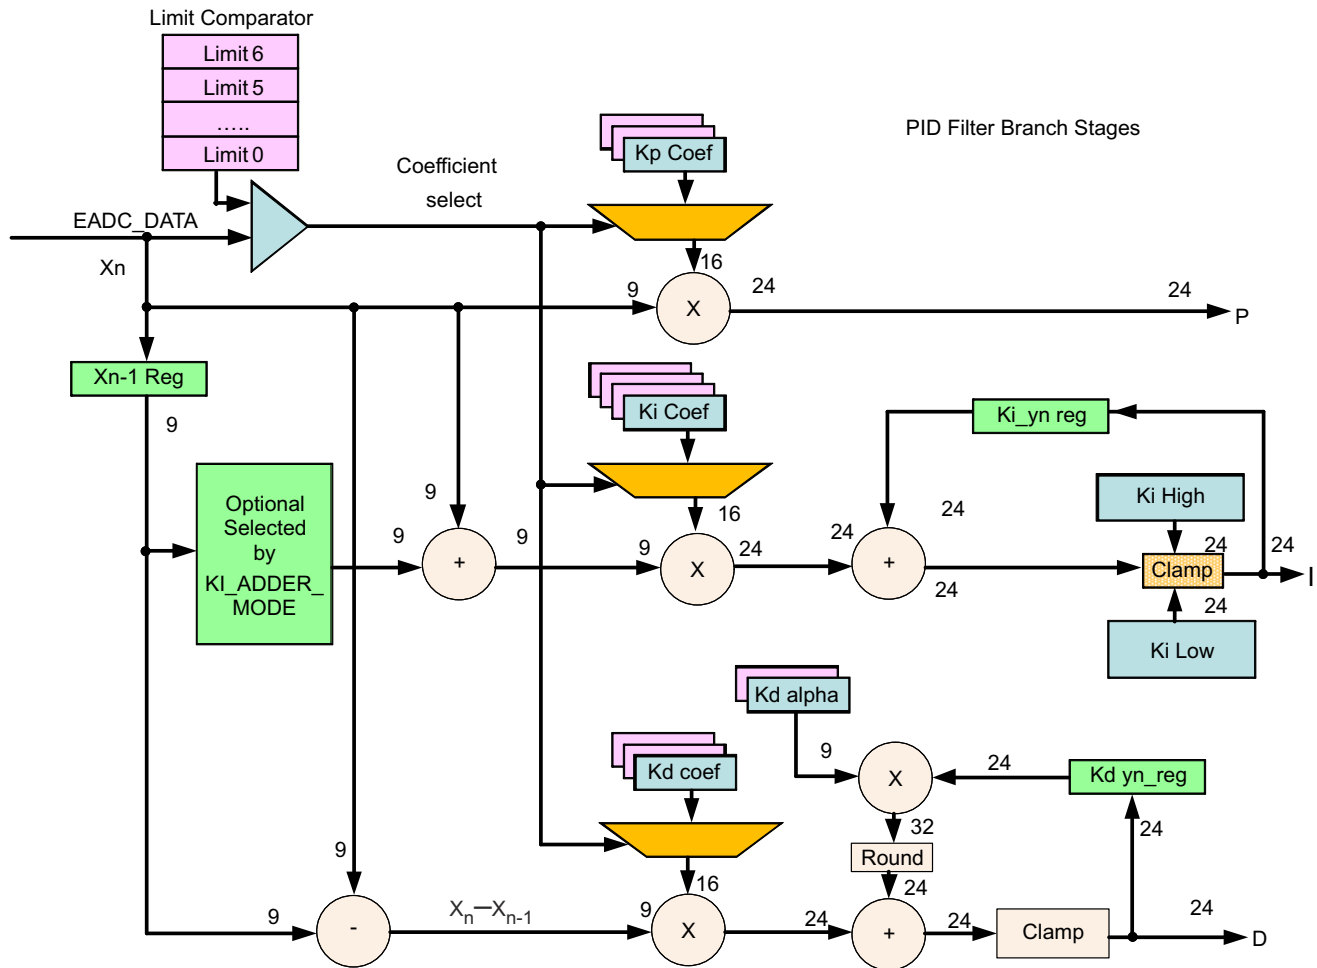 Limit Comparator
Limit 6
Limit 5
.....
Limit 0
PID Filter Branch Stages
Kp Coef
Coefficient
select
EADC_DATA
Xn
16
9
X
24
24
P
Xn-1 Reg
9
Ki Coef
Ki_yn reg
Optional
Selected
by
KI_ADDER_
MODE
9
9
+
9
16
9
X
24
24
+
24
24
Ki High
24
24
Clamp
I
24
Ki Low
Kd alpha
9
X
24
Kd yn_reg
24
32
Round
24
Kd coef
16
9
9
-
Xn—Xn-1
9
X
24
+
24
Clamp
24
D